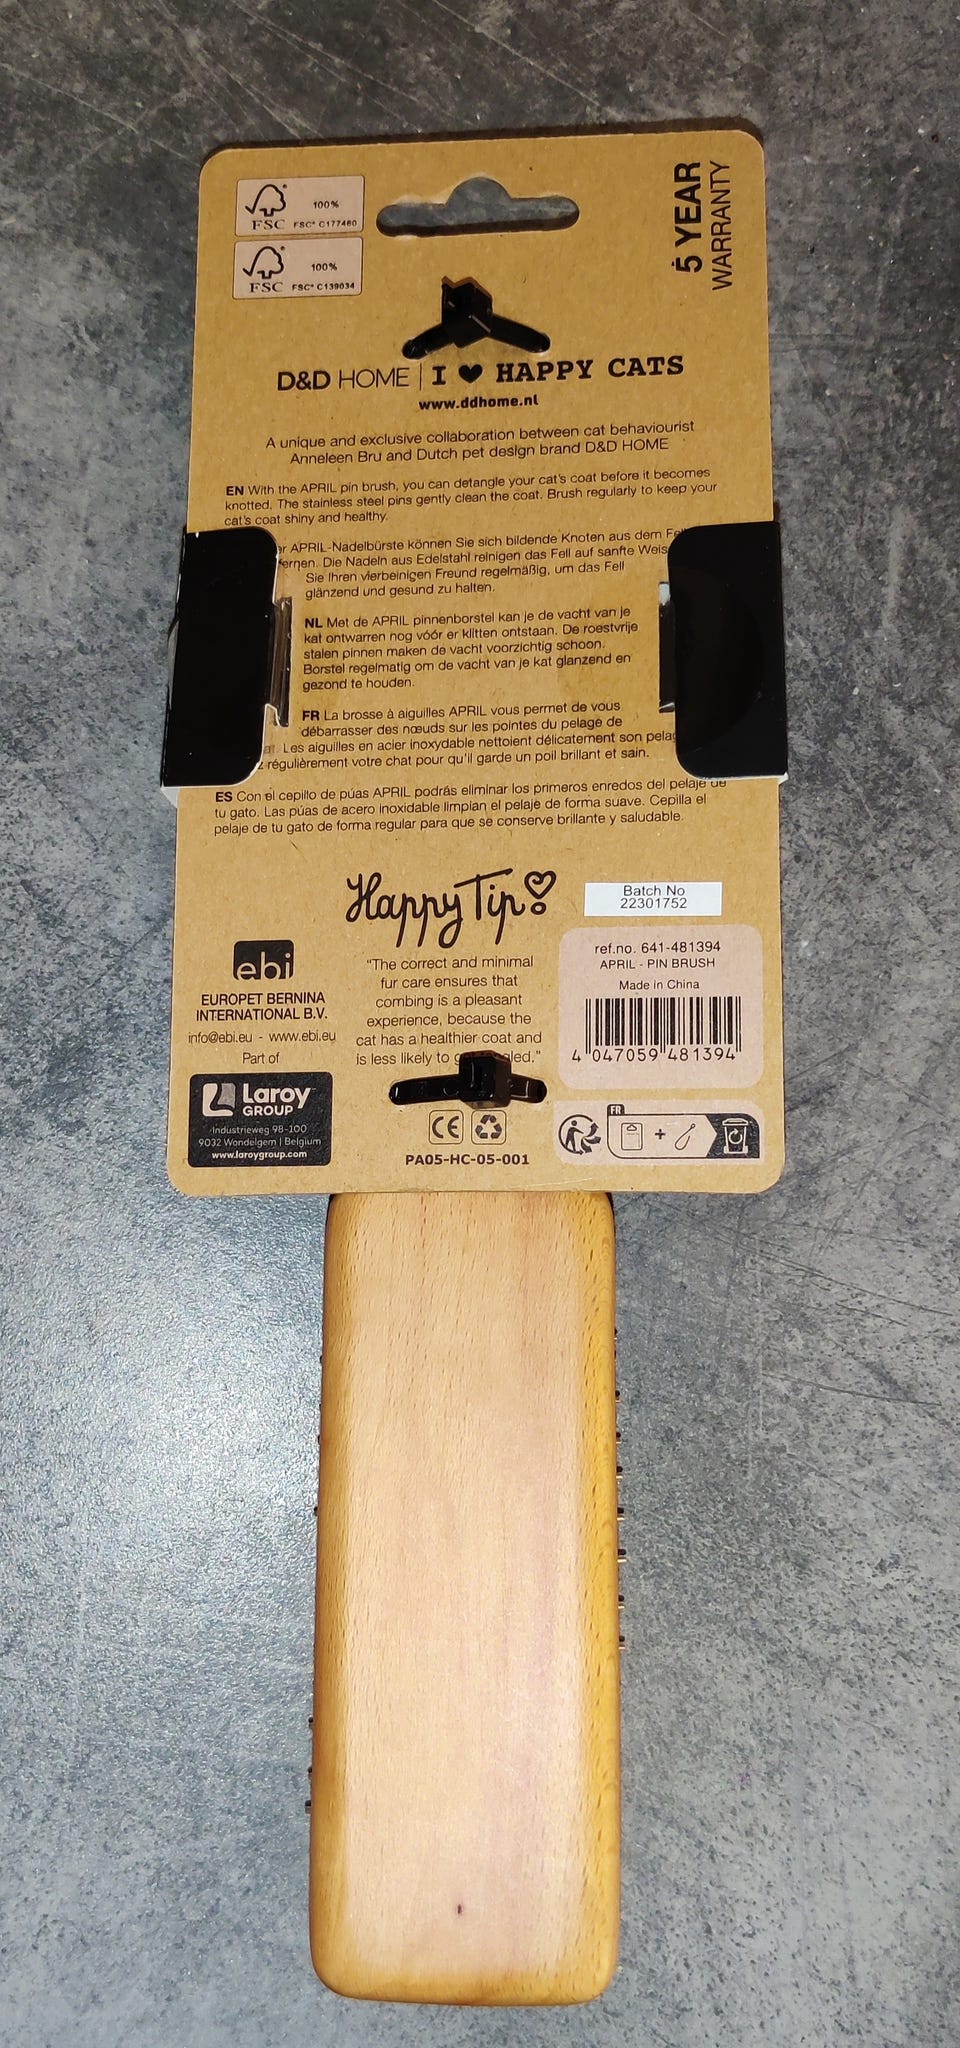 FSC® 100%
FSC® C177460
FSC® 100%
FSC® C139034
5 YEAR
WARRANTY
D&D HOME | I ♥ HAPPY CATS
www.ddhome.nl
A unique and exclusive collaboration between cat behaviourist
Anneleen Bru and Dutch pet design brand D&D HOME
EN With the APRIL pin brush, you can detangle your cat's coat before it becomes
knotted. The stainless steel pins gently clean the coat. Brush regularly to keep your
cat's coat shiny and healthy.
APRIL-Nadelbürste können Sie sich bildende Knoten aus dem
Die Nadeln aus Edelstahl reinigen das Fell auf sanfte
Sie Ihren vierbeinigen Freund regelmäßig, um das Fell
glänzend und gesund zu halten.
NL Met de APRIL pinnenborstel kan je de vacht van je
kat ontwarren nog vóór er klitten ontstaan. De roestvrije
stalen pinnen maken de vacht voorzichtig schoon.
Borstel regelmatig om de vacht van je kat glanzend en
gezond te houden.
FR La brosse à aiguilles APRIL vous permet de vous
débarrasser des nœuds sur les pointes du pelage de
Les aiguilles en acier inoxydable nettoient délicatement son
régulièrement votre chat pour qu'il garde un poil brillant et sain.
ES Con el cepillo de púas APRIL podrás eliminar los primeros enredos del pelaje de
tu gato. Las púas de acero inoxidable limpian el pelaje de forma suave. Cepilla el
pelaje de tu gato de forma regular para que se conserve brillante y saludable.
Happy Tip!
Batch No
22301752
"The correct and minimal
fur care ensures that
combing is a pleasant
experience, because the
cat has a healthier coat and
is less likely to
ebi
EUROPET BERNINA
INTERNATIONAL B.V.
info@ebi.eu - www.ebi.eu
Part of
Laroy
GROUP
Industrieweg 98-100
9032 Wondelgem | Belgium
www.laroygroup.com
ref.no. 641-481394
APRIL - PIN BRUSH
Made in China
4 047059 481394
CE
PA05-HC-05-001
FR
+